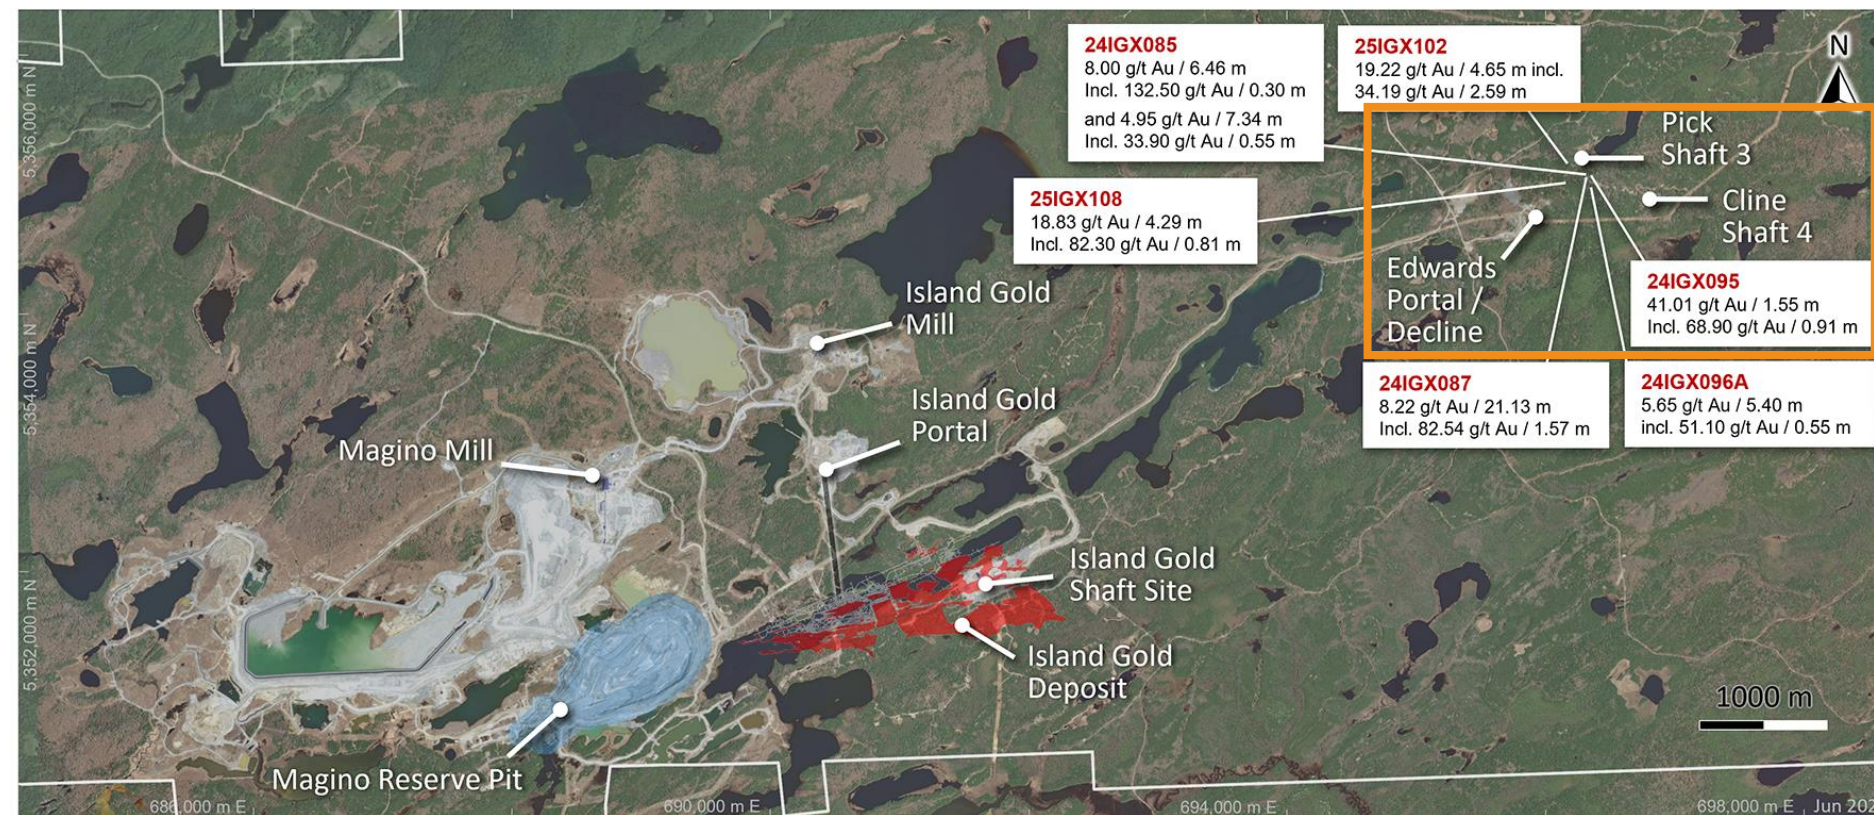 24IGX085
8.00 g/t Au / 6.46 m
Incl. 132.50 g/t Au / 0.30 m
and 4.95 g/t Au / 7.34 m
Incl. 33.90 g/t Au / 0.55 m
25IGX102
19.22 g/t Au / 4.65 m incl.
34.19 g/t Au / 2.59 m
N
5,356,000 m N
Pick
Shaft 3
25IGX108
18.83 g/t Au / 4.29 m
Incl. 82.30 g/t Au / 0.81 m
Cline
Shaft 4
Edwards
Portal /
Decline
24IGX095
41.01 g/t Au / 1.55 m
Incl. 68.90 g/t Au / 0.91 m
Island Gold
Mill
5,354,000 m N
24IGX087
8.22 g/t Au / 21.13 m
Incl. 82.54 g/t Au / 1.57 m
24IGX096A
5.65 g/t Au / 5.40 m
incl. 51.10 g/t Au / 0.55 m
Island Gold
Portal
Magino Mill
Island Gold
Shaft Site
5,352,000 m N
Island Gold
Deposit
1000 m
Magino Reserve Pit
686,000 m E
690,000 m E
694,000 m E
698,000 m E
Jun 202